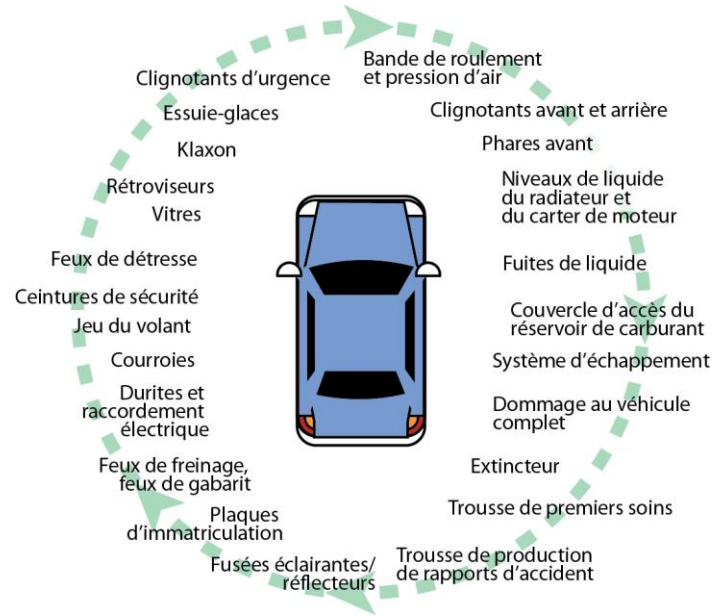 Bande de roulement
et pression d'air
Clignotants avant et arrière
Phares avant
Niveaux de liquide
du radiateur et
du carter de moteur
Fuites de liquide
Couvercle d'accès du
réservoir de carburant
Système d'échappement
Dommage au véhicule
complet
Extincteur
Trousse de premiers soins
Trousse de production
de rapports d'accident
Fusées éclairantes/
réflecteurs
Plaques
d'immatriculation
Feux de freinage,
feux de gabarit
Durites et
raccordement
électrique
Courroies
Jeu du volant
Ceintures de sécurité
Feux de détresse
Vitres
Rétroviseurs
Klaxon
Essuie-glaces
Clignotants d'urgence